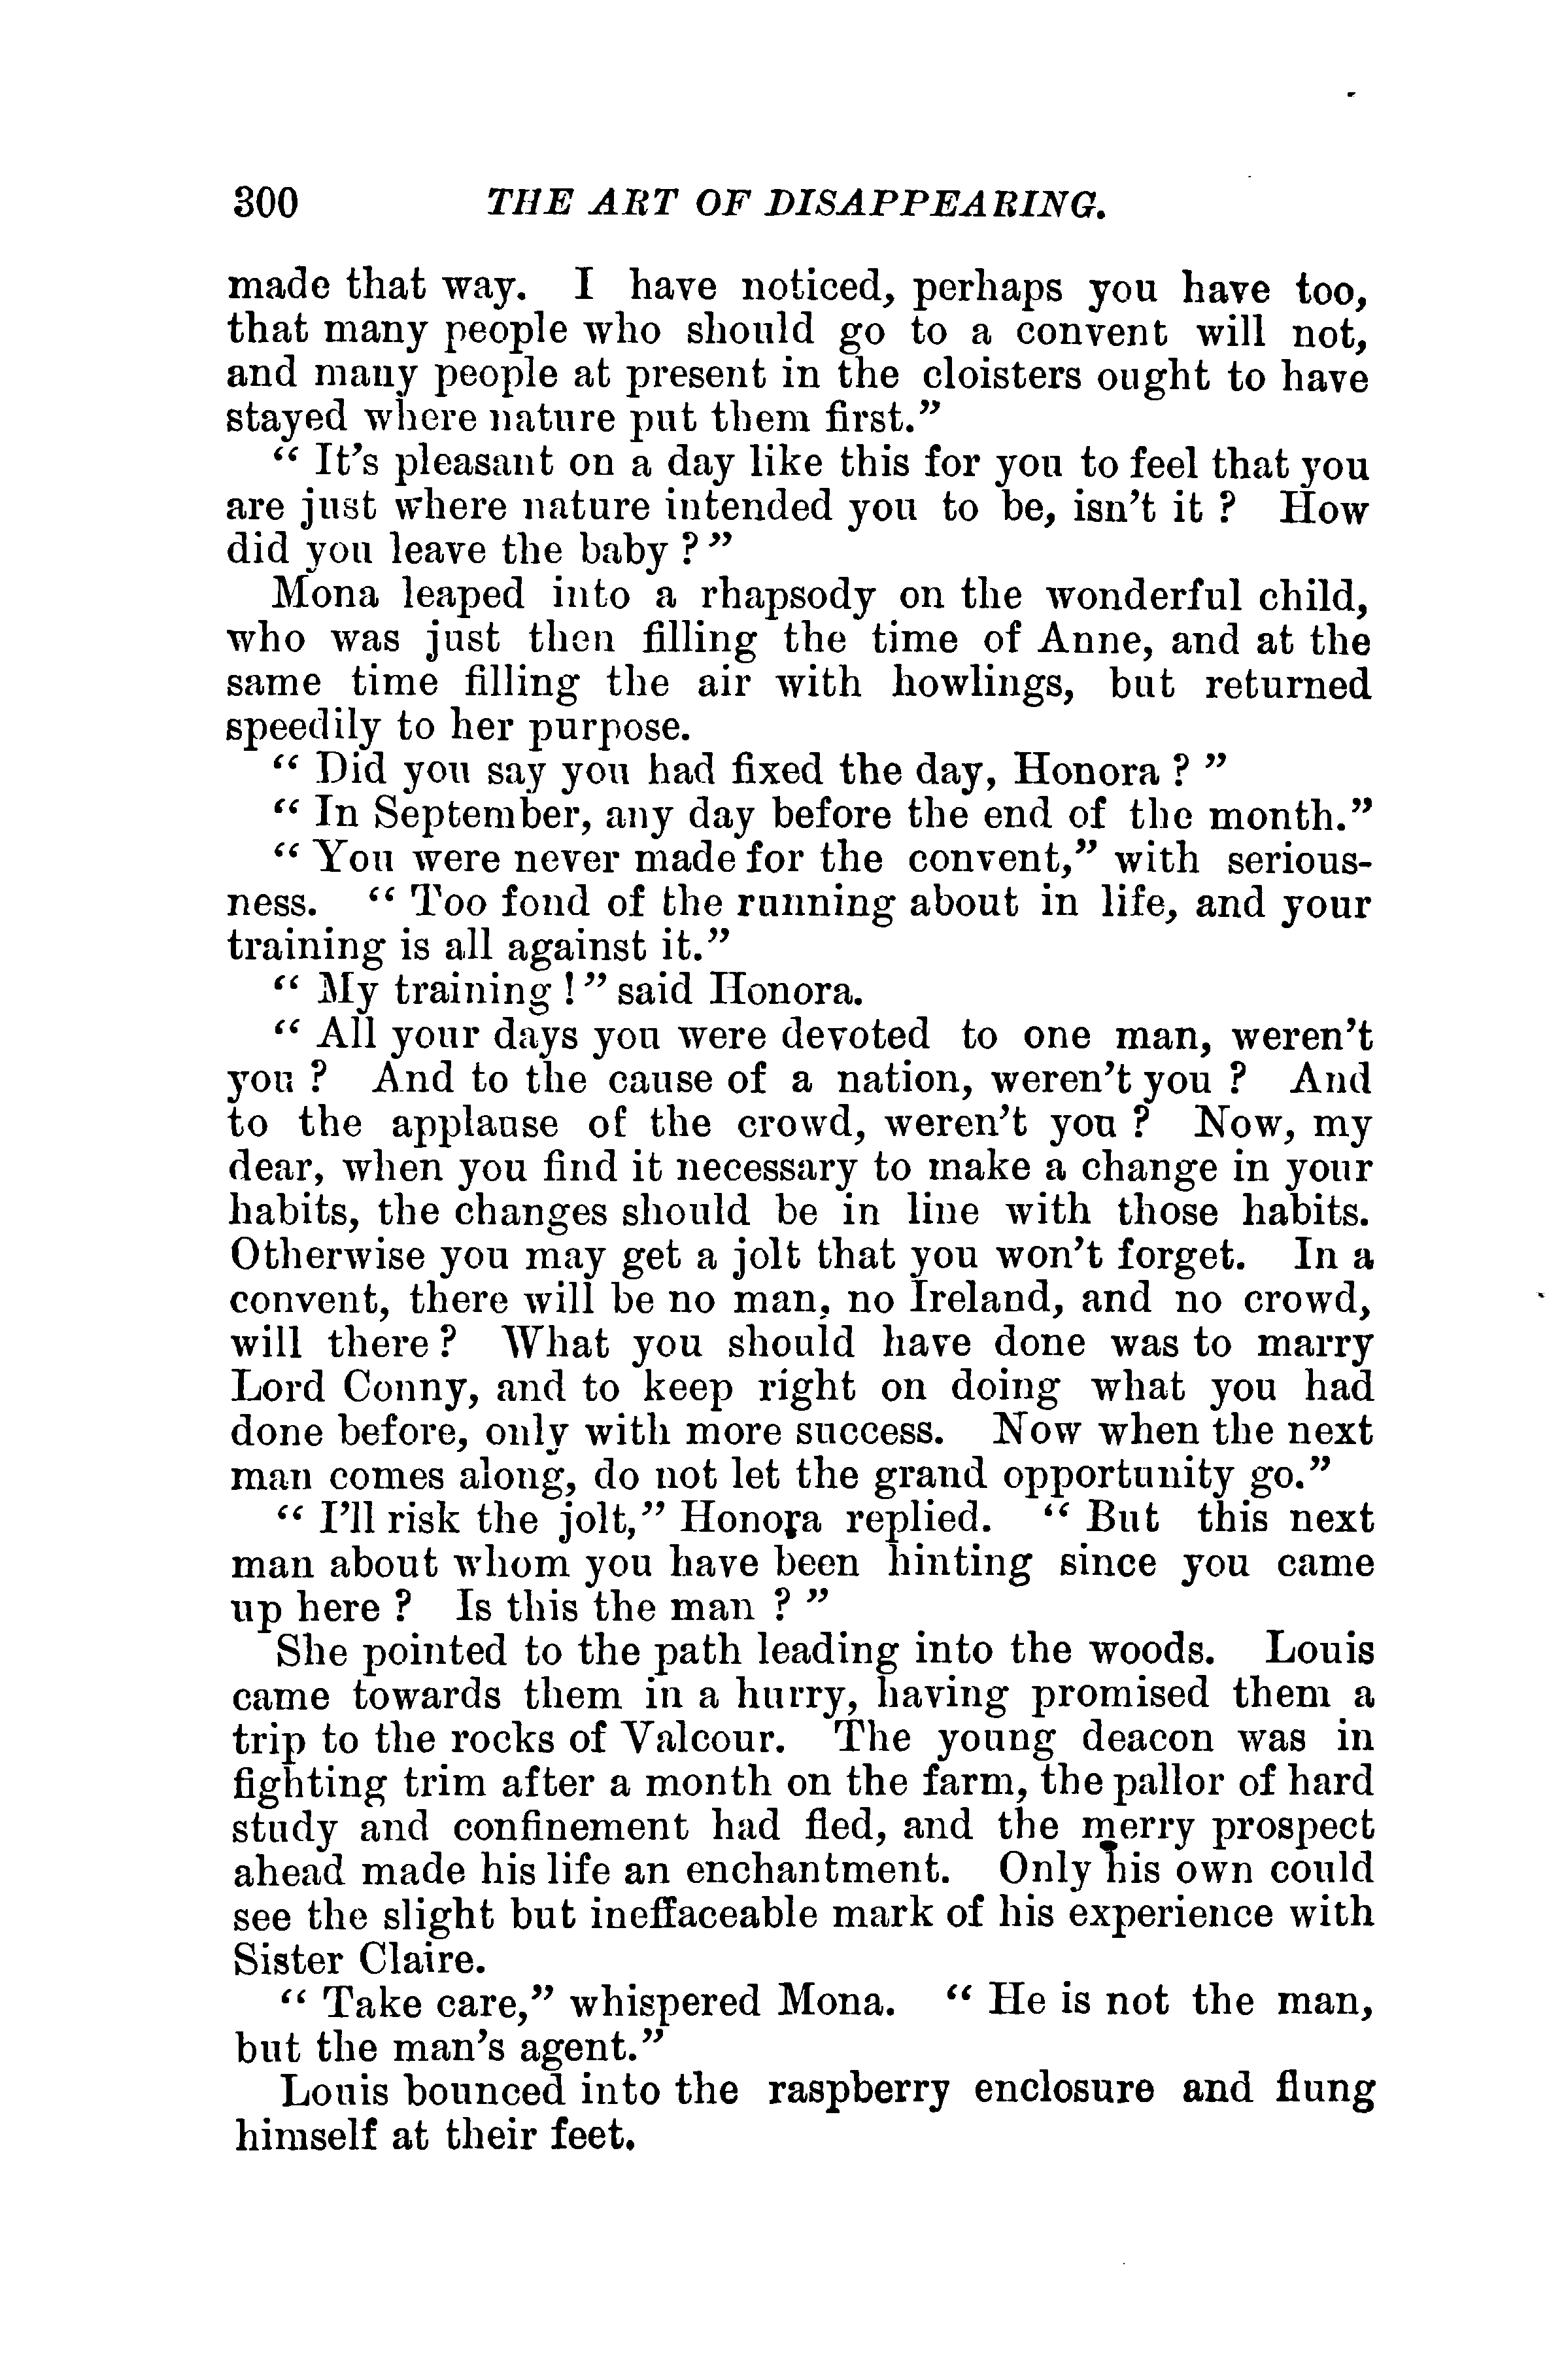 300 THE ART OF DISAPPEARING.
made that way. I have noticed, perhaps you have too,
that many people who should go to a convent will not,
and many people at present in the cloisters ought to have
stayed where nature put them first.”
“ It’s pleasant on a day like this for you to feel that you
are just where nature intended you to be, isn’t it ? How
did you leave the baby ? ”
Mona leaped into a rhapsody on the wonderful child,
who was just then filling the time of Anne, and at the
same time filling the air with howlings, but returned
speedily to her purpose.
“ Did you say you had fixed the day, Honora ? ”
“ In September, any day before the end of the month.”
“ You were never made for the convent,” with serious-
ness. “ Too fond of the running about in life, and your
training is all against it.”
“ My training ! ” said Honora.
“ All your days you were devoted to one man, weren’t
you ? And to the cause of a nation, weren’t you ? And
to the applause of the crowd, weren’t you ? Now, my
dear, when you find it necessary to make a change in your
habits, the changes should be in line with those habits.
Otherwise you may get a jolt that you won’t forget. In a
convent, there will be no man, no Ireland, and no crowd,
will there ? What you should have done was to marry
Lord Conny, and to keep right on doing what you had
done before, only with more success. Now when the next
man comes along, do not let the grand opportunity go.”
“ I’ll risk the jolt,” Honora replied. “ But this next
man about whom you have been hinting since you came
up here ? Is this the man ? ”
She pointed to the path leading into the woods. Louis
came towards them in a hurry, having promised them a
trip to the rocks of Valcour. The young deacon was in
fighting trim after a month on the farm, the pallor of hard
study and confinement had fled, and the merry prospect
ahead made his life an enchantment. Only his own could
see the slight but ineffaceable mark of his experience with
Sister Claire.
“ Take care,” whispered Mona. “ He is not the man,
but the man’s agent.”
Louis bounced into the raspberry enclosure and flung
himself at their feet.